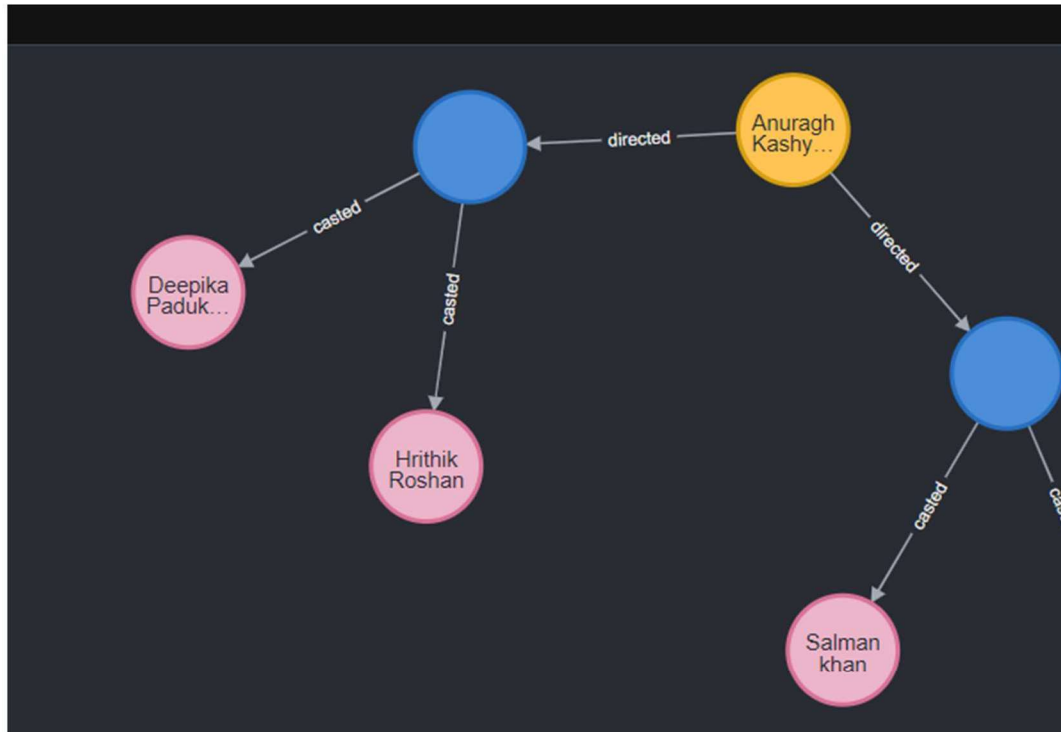 Anuragh
Kashy...
directed
directed
casted
Deepika
Paduk...
casted
Hrithik
Roshan
casted
Salman
khan